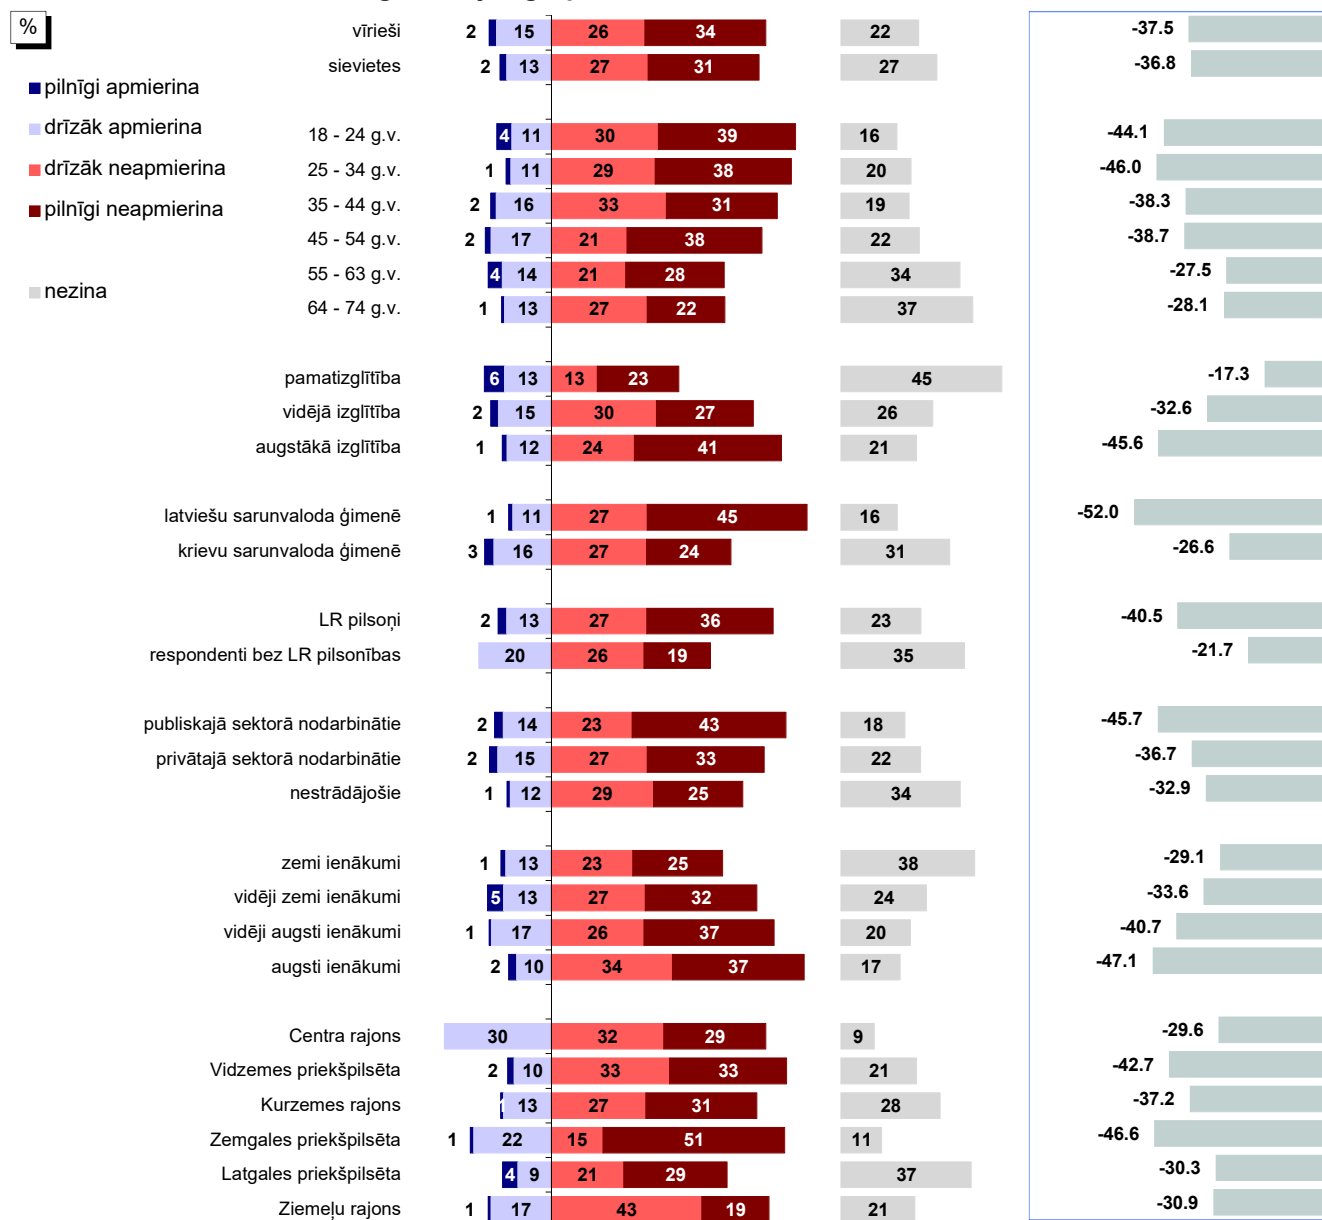 %
pilnīgi apmierina
drīzāk apmierina
drīzāk neapmierina
pilnīgi neapmierina
nezina
vīrieši 2 15 26 34 22 -37.5
sievietes 2 13 27 31 27 -36.8
18 - 24 g.v. 4 11 30 39 16 -44.1
25 - 34 g.v. 1 11 29 38 20 -46.0
35 - 44 g.v. 2 16 33 31 19 -38.3
45 - 54 g.v. 2 17 21 38 22 -38.7
55 - 63 g.v. 4 14 21 28 34 -27.5
64 - 74 g.v. 1 13 27 22 37 -28.1
pamatizglītība 6 13 13 23 45 -17.3
vidējā izglītība 2 15 30 27 26 -32.6
augstākā izglītība 1 12 24 41 21 -45.6
latviešu sarunvaloda ģimenē 1 11 27 45 16 -52.0
krievu sarunvaloda ģimenē 3 16 27 24 31 -26.6
LR pilsoņi 2 13 27 36 23 -40.5
respondenti bez LR pilsonības 20 26 19 35 -21.7
publiskajā sektorā nodarbinātie 2 14 23 43 18 -45.7
privātajā sektorā nodarbinātie 2 15 27 33 22 -36.7
nestrādājošie 1 12 29 25 34 -32.9
zemi ienākumi 1 13 23 25 38 -29.1
vidēji zemi ienākumi 5 13 27 32 24 -33.6
vidēji augsti ienākumi 1 17 26 37 20 -40.7
augsti ienākumi 2 10 34 37 17 -47.1
Centra rajons 30 32 29 9 -29.6
Vidzemes priekšpilsēta 2 10 33 33 21 -42.7
Kurzemes rajons 1 13 27 31 28 -37.2
Zemgales priekšpilsēta 1 22 15 51 11 -46.6
Latgales priekšpilsēta 4 9 21 29 37 -30.3
Ziemeļu rajons 1 17 43 19 21 -30.9